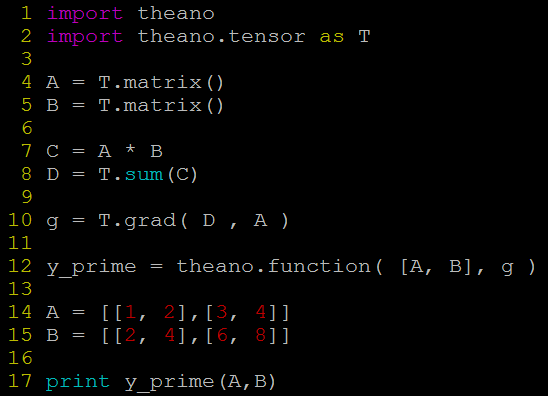 1 import theano
2 import theano.tensor as T
3
4 A = T.matrix()
5 B = T.matrix()
6
7 C = A * B
8 D = T.sum(C)
9
10 g = T.grad( D , A )
11
12 y_prime = theano.function( [A, B], g )
13
14 A = [[1, 2],[3, 4]]
15 B = [[2, 4],[6, 8]]
16
17 print y_prime(A,B)